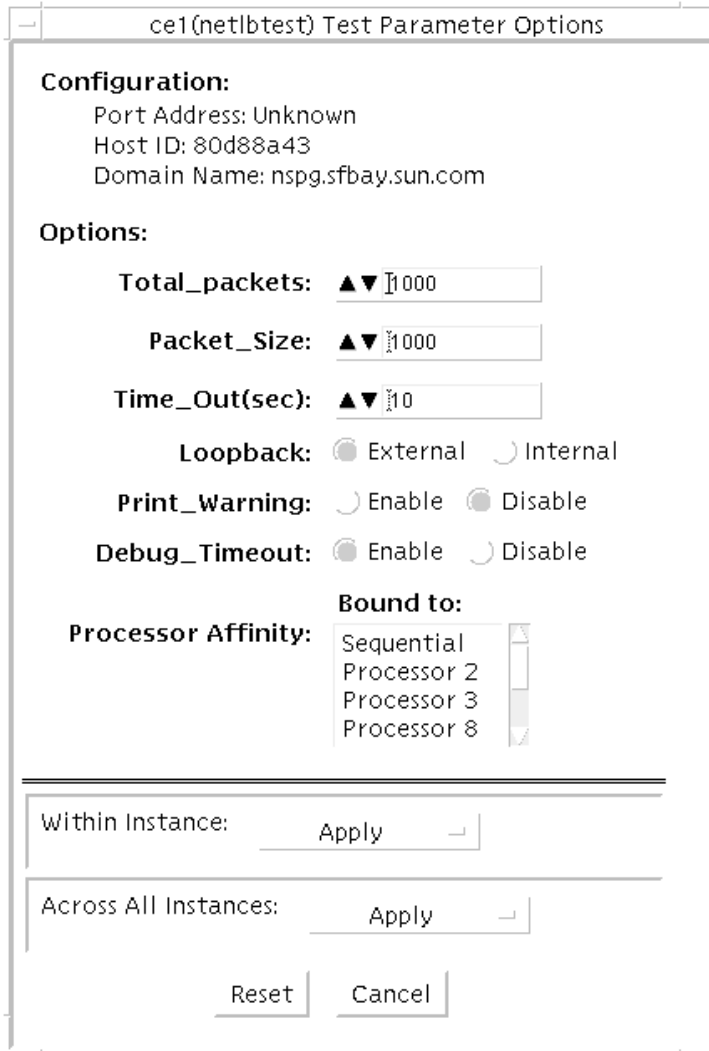 ce1(netlbtest) Test Parameter Options
Configuration:
Port Address: Unknown
Host ID: 80d88a43
Domain Name: nspg.sfbay.sun.com
Options:
Total_packets: 1000
Packet_Size: 1000
Time_Out(sec): 10
Loopback: External Internal
Print_Warning: Enable Disable
Debug_Timeout: Enable Disable
Bound to:
Processor Affinity:
Sequential
Processor 2
Processor 3
Processor 8
Within Instance: Apply
Across All Instances: Apply
Reset Cancel